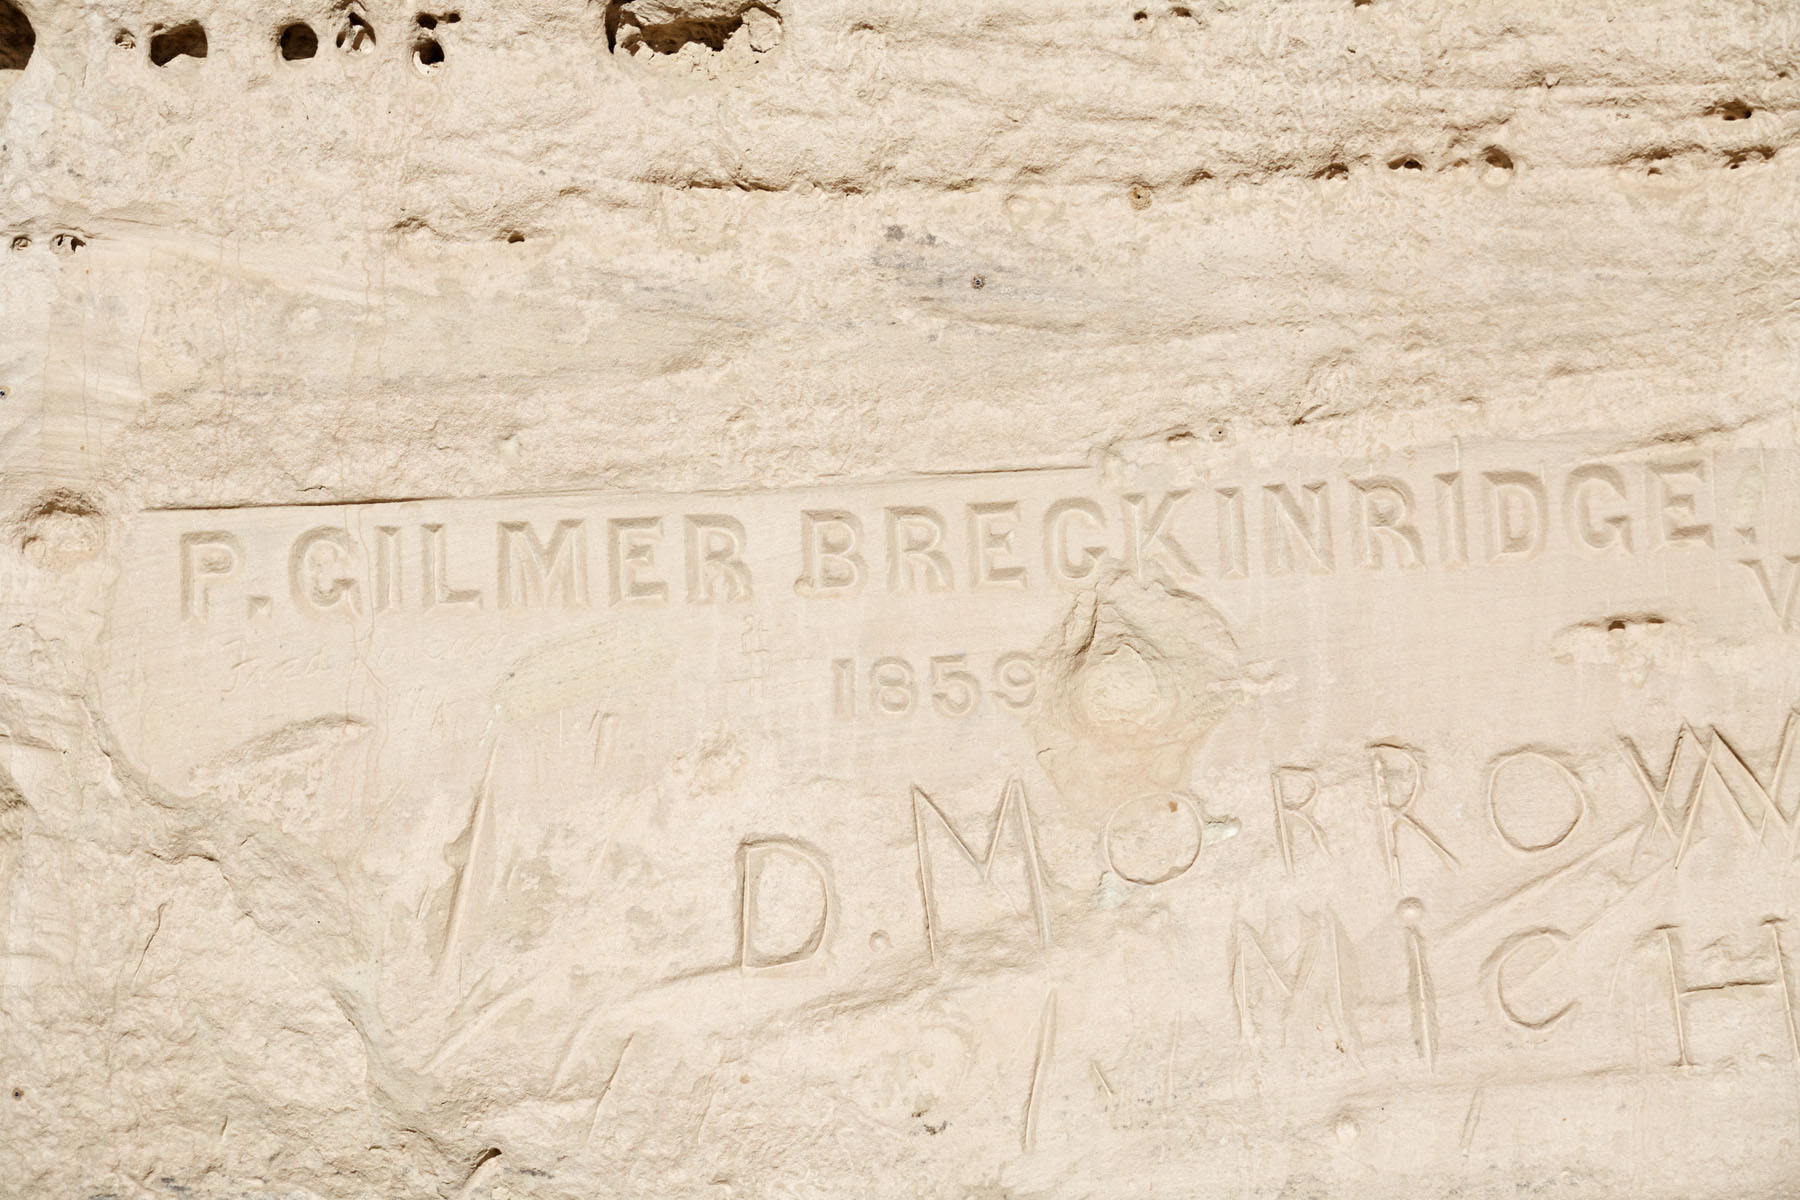 P. GILMER BRECKINRIDGE. V
1859
D. MORROW
MICH